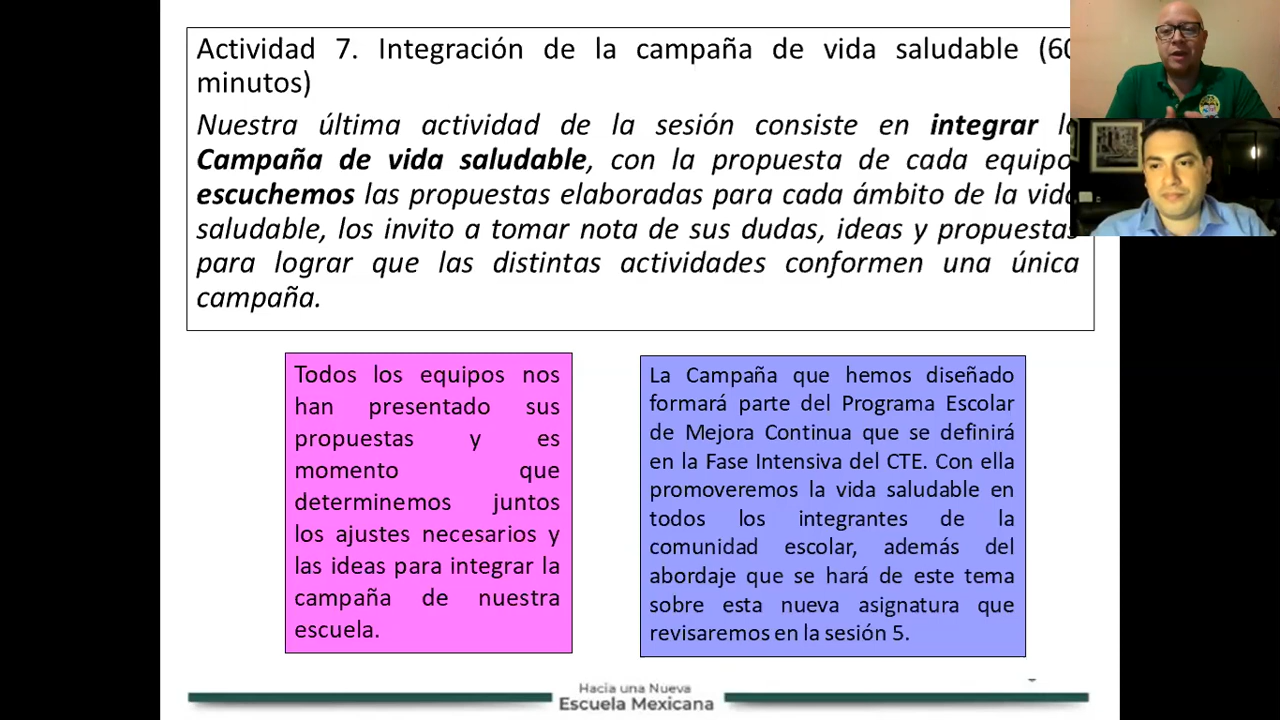 Actividad 7. Integración de la campaña de vida saludable (60
minutos)
Nuestra última actividad de la sesión consiste en integrar
Campaña de vida saludable, con la propuesta de cada equipo
escuchemos las propuestas elaboradas para cada ámbito de la vida
saludable, los invito a tomar nota de sus dudas, ideas y propuestas
para lograr que las distintas actividades conformen una única
campaña.
Todos los equipos nos
han presentado sus
propuestas y es
momento que
determinemos juntos
los ajustes necesarios y
las ideas para integrar la
campaña de nuestra
escuela.
La Campaña que hemos diseñado
formará parte del Programa Escolar
de Mejora Continua que se definirá
en la Fase Intensiva del CTE. Con ella
promoveremos la vida saludable en
todos los integrantes de la
comunidad escolar, además del
abordaje que se hará de este tema
sobre esta nueva asignatura que
revisaremos en la sesión 5.
Hacia una Nueva
Escuela Mexicana